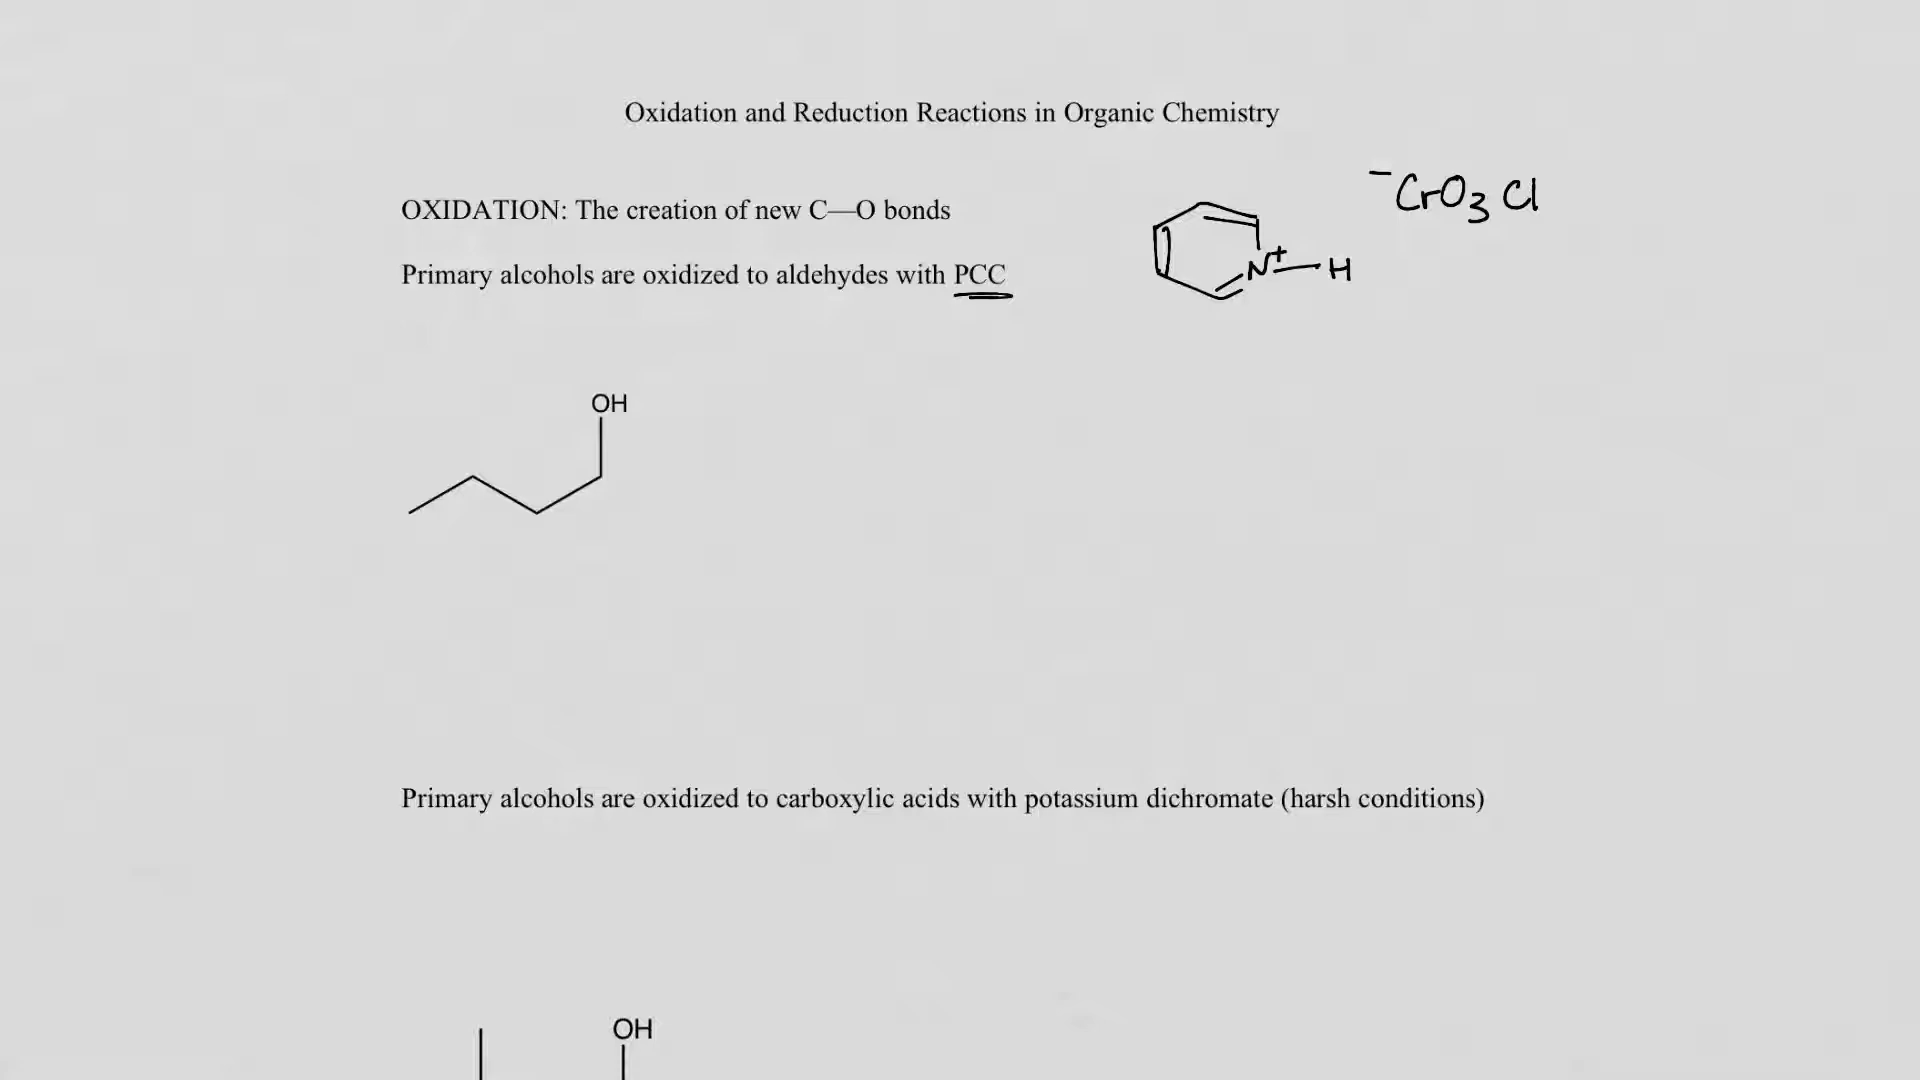 Oxidation and Reduction Reactions in Organic Chemistry
⁻CrO₃Cl
OXIDATION: The creation of new C—O bonds
N⁺—H
Primary alcohols are oxidized to aldehydes with PCC
OH
Primary alcohols are oxidized to carboxylic acids with potassium dichromate (harsh conditions)
OH